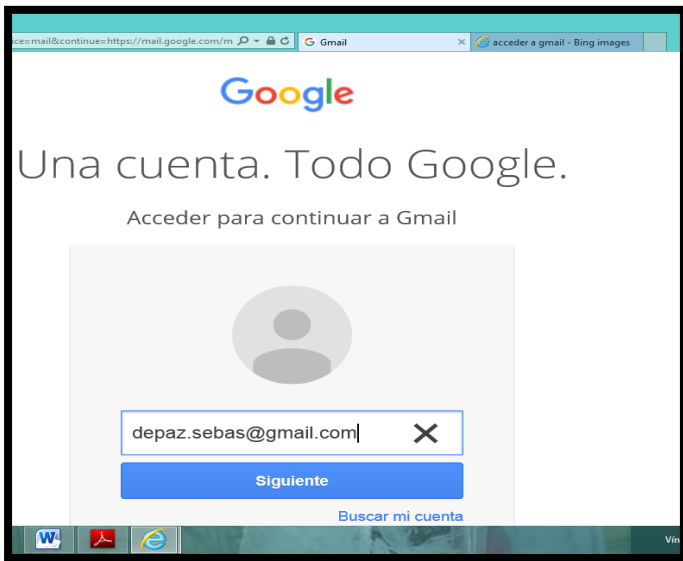 ce=mail&continue=https://mail.google.com/m
G Gmail
acceder a gmail - Bing images
Google
Una cuenta. Todo Google.
Acceder para continuar a Gmail
depaz.sebas@gmail.com
Siguiente
Buscar mi cuenta
Vín